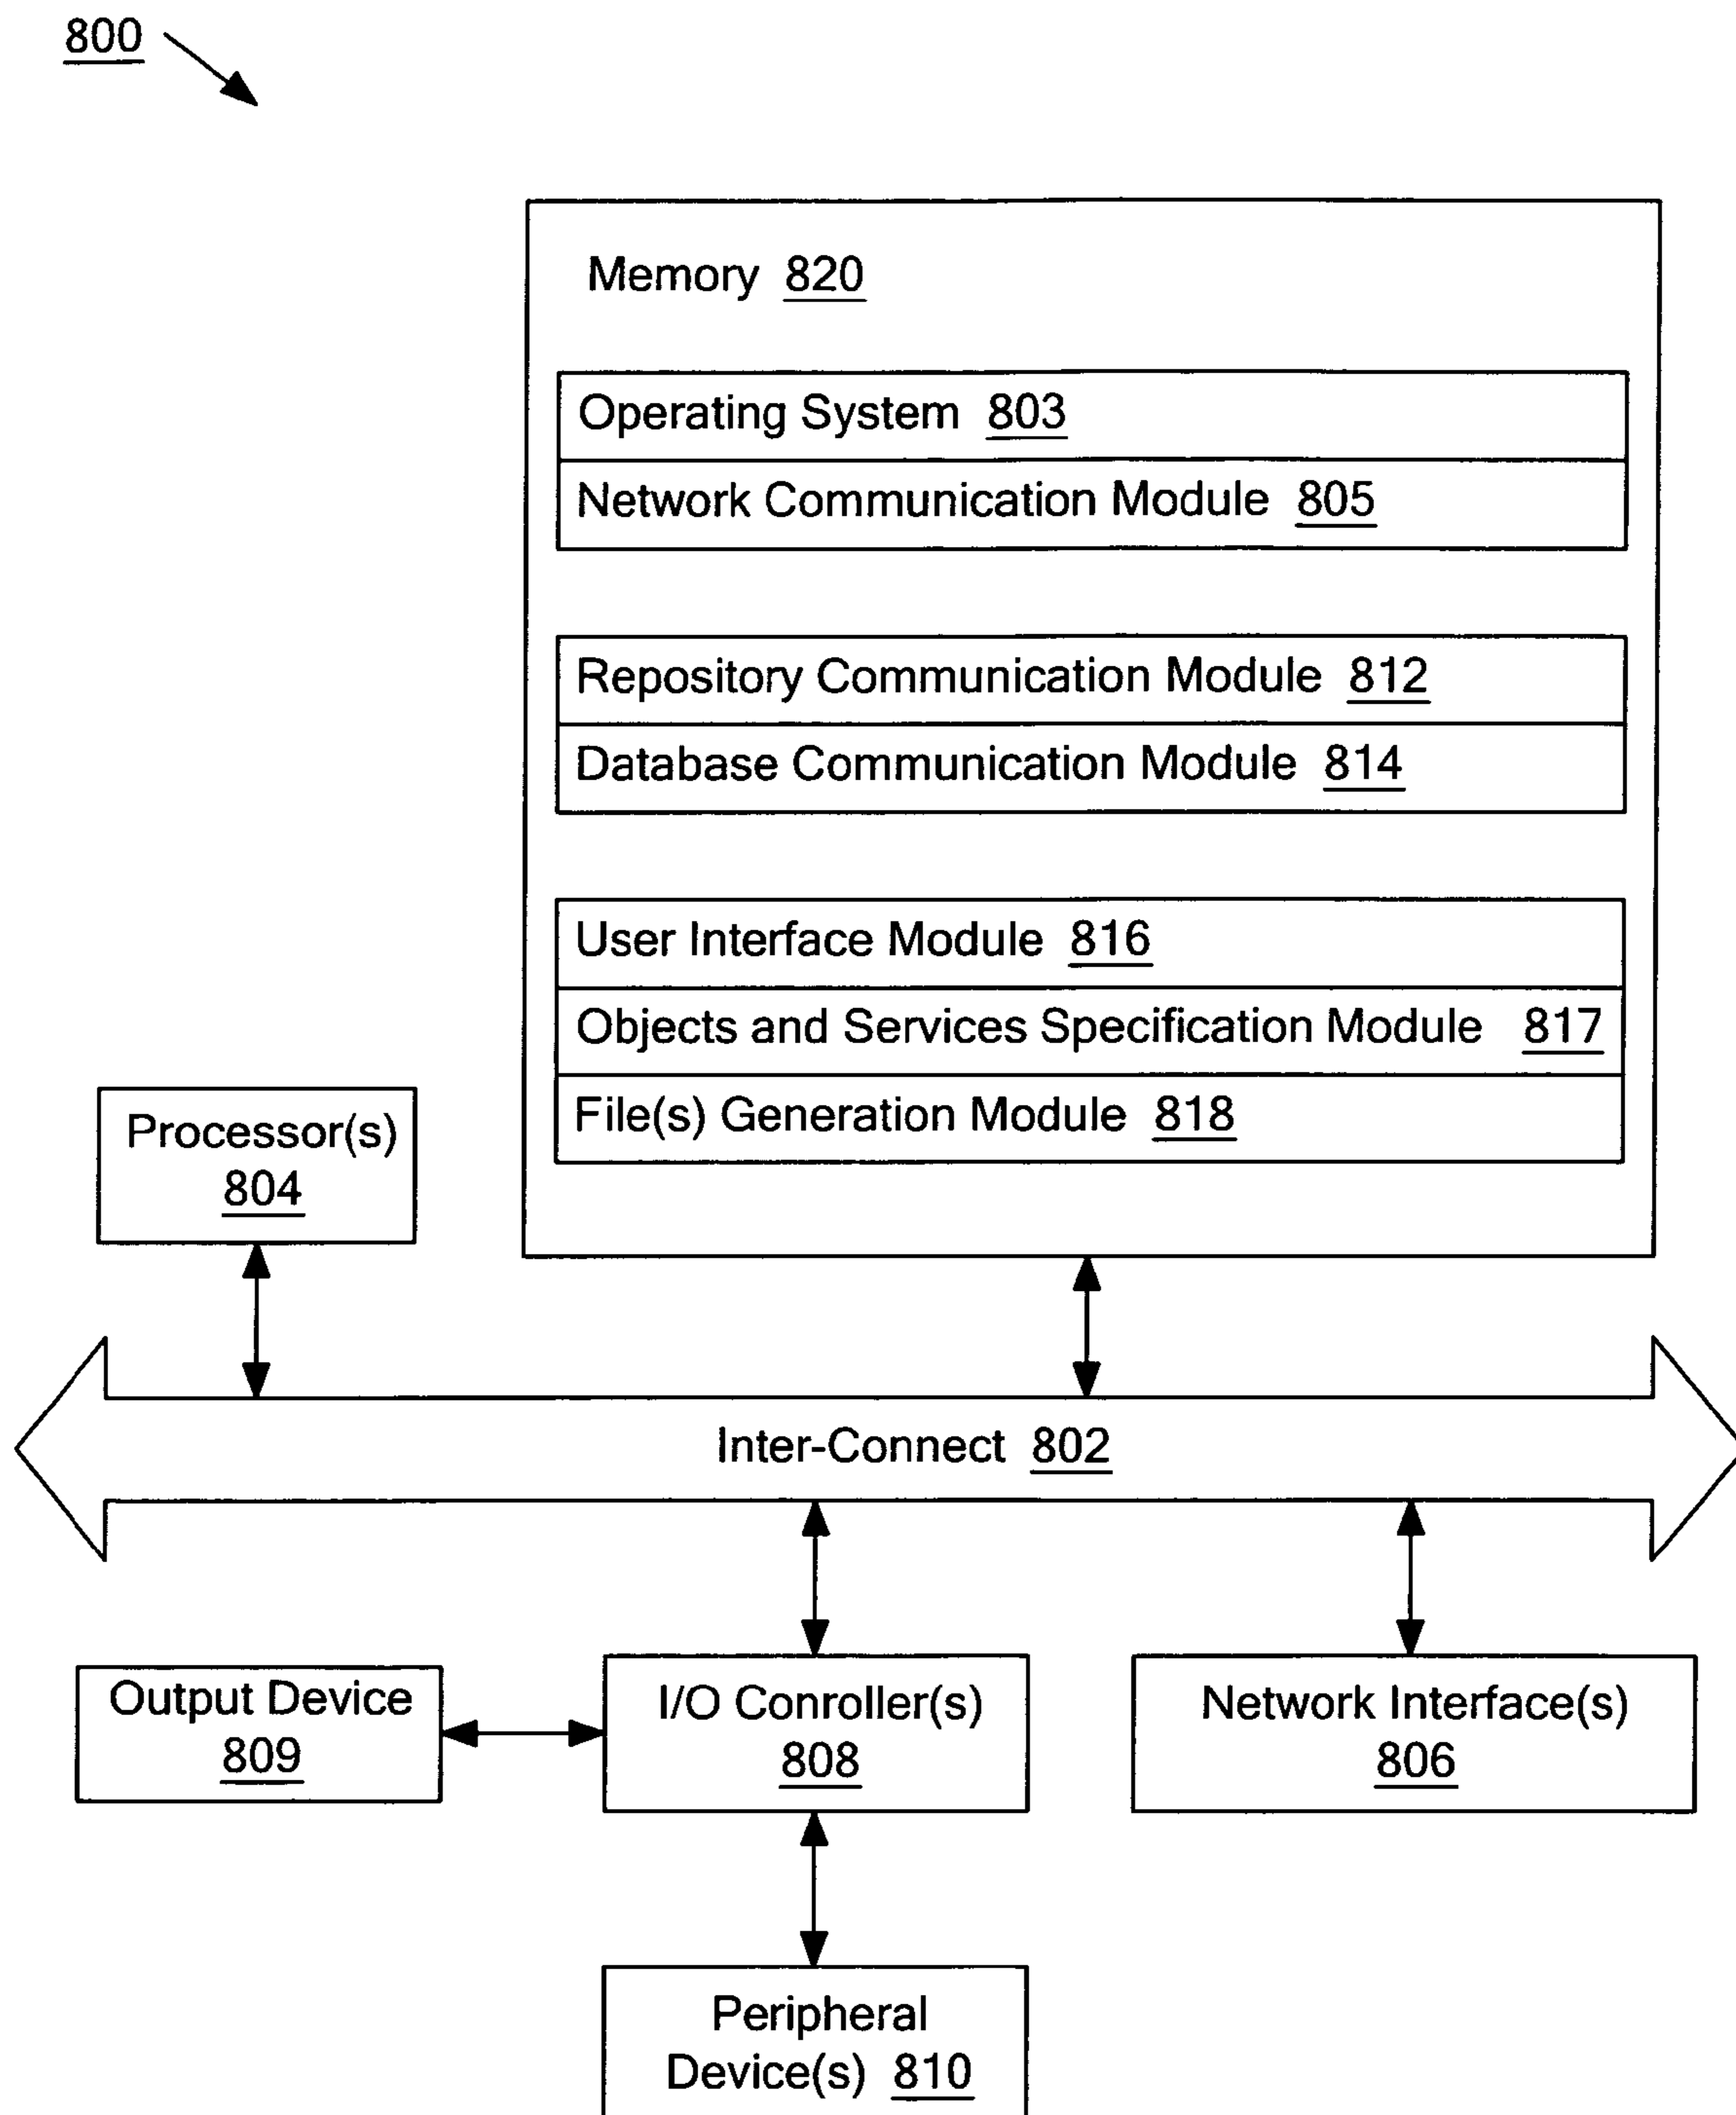 800
Memory 820
Operating System 803
Network Communication Module 805
Repository Communication Module 812
Database Communication Module 814
User Interface Module 816
Objects and Services Specification Module 817
File(s) Generation Module 818
Processor(s)
804
Inter-Connect 802
Output Device
809
I/O Conroller(s)
808
Network Interface(s)
806
Peripheral
Device(s) 810